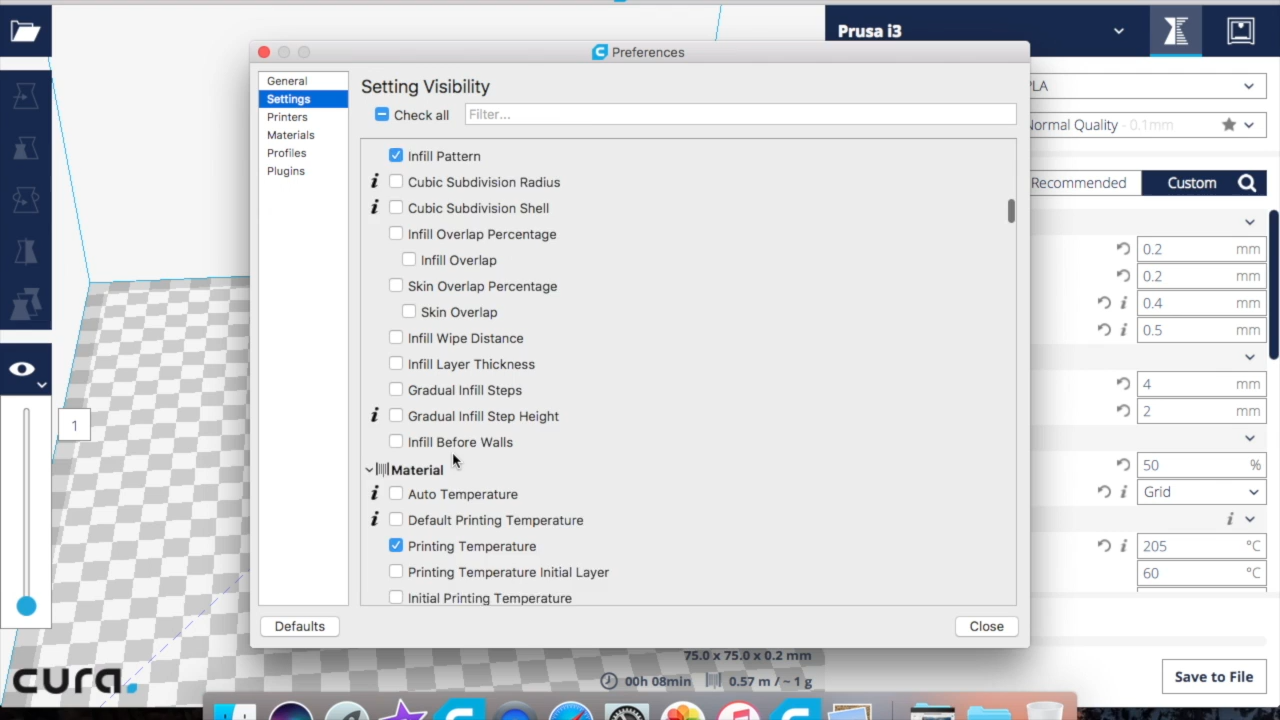 Preferences
Prusa i3
General
Settings
Printers
Materials
Profiles
Plugins
Setting Visibility
Check all
Filter...
Infill Pattern
i Cubic Subdivision Radius
i Cubic Subdivision Shell
Infill Overlap Percentage
Infill Overlap
Skin Overlap Percentage
Skin Overlap
Infill Wipe Distance
Infill Layer Thickness
Gradual Infill Steps
i Gradual Infill Step Height
Infill Before Walls
Material
i Auto Temperature
i Default Printing Temperature
Printing Temperature
Printing Temperature Initial Layer
Initial Printing Temperature
Defaults
Close
PLA
Normal Quality - 0.1mm
Recommended
Custom
0.2 mm
0.2 mm
i 0.4 mm
i 0.5 mm
4 mm
2 mm
50 %
i Grid
i
i 205 °C
60 °C
1
75.0 x 75.0 x 0.2 mm
00h 08min
0.57 m / ~ 1 g
Save to File
cura.